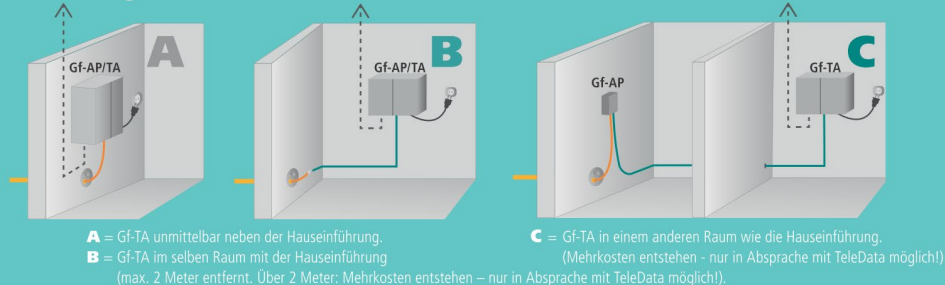 A
Gf-AP/TA
B
Gf-AP/TA
C
Gf-AP
Gf-TA
A = Gf-TA unmittelbar neben der Hauseinführung.
B = Gf-TA im selben Raum mit der Hauseinführung
(max. 2 Meter entfernt. Über 2 Meter: Mehrkosten entstehen – nur in Absprache mit TeleData möglich!).
C = Gf-TA in einem anderen Raum wie die Hauseinführung.
(Mehrkosten entstehen - nur in Absprache mit TeleData möglich!)